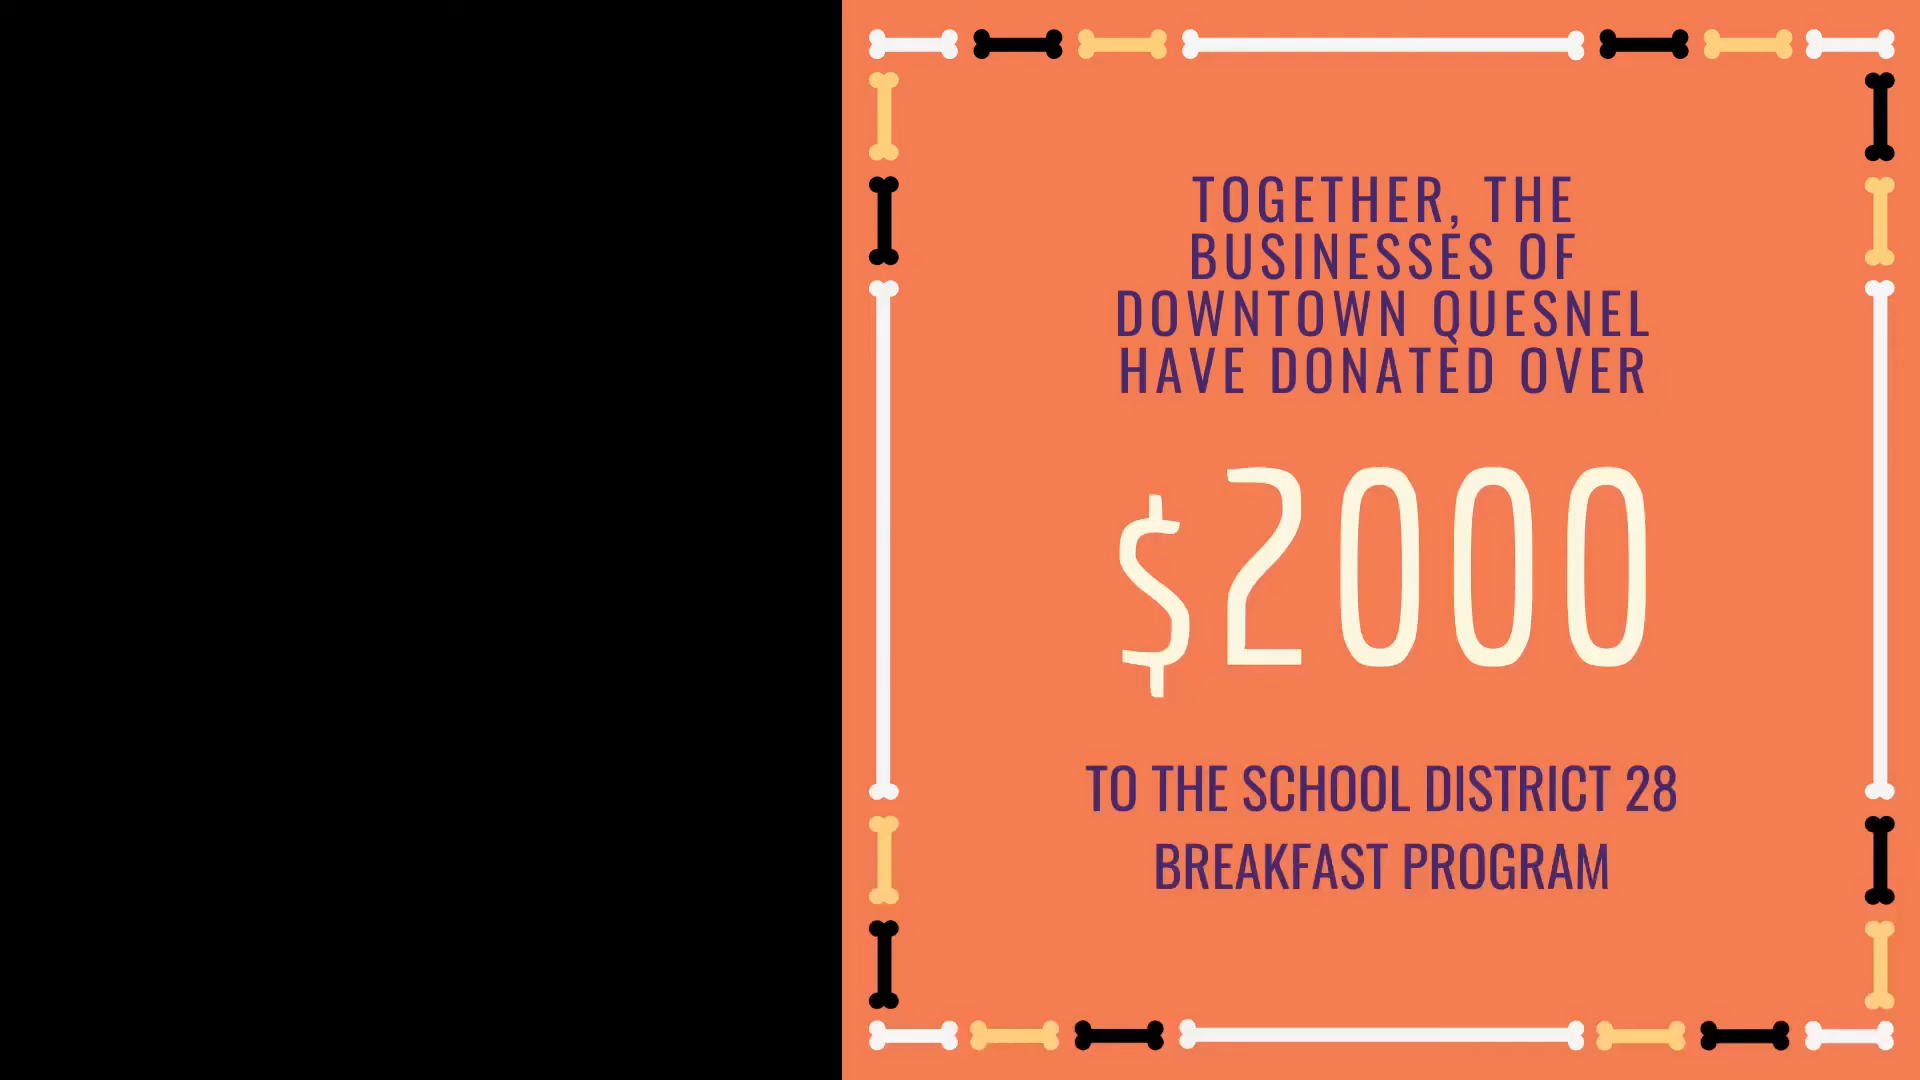 TOGETHER, THE
BUSINESSES OF
DOWNTOWN QUESNEL
HAVE DONATED OVER
$2000
TO THE SCHOOL DISTRICT 28
BREAKFAST PROGRAM